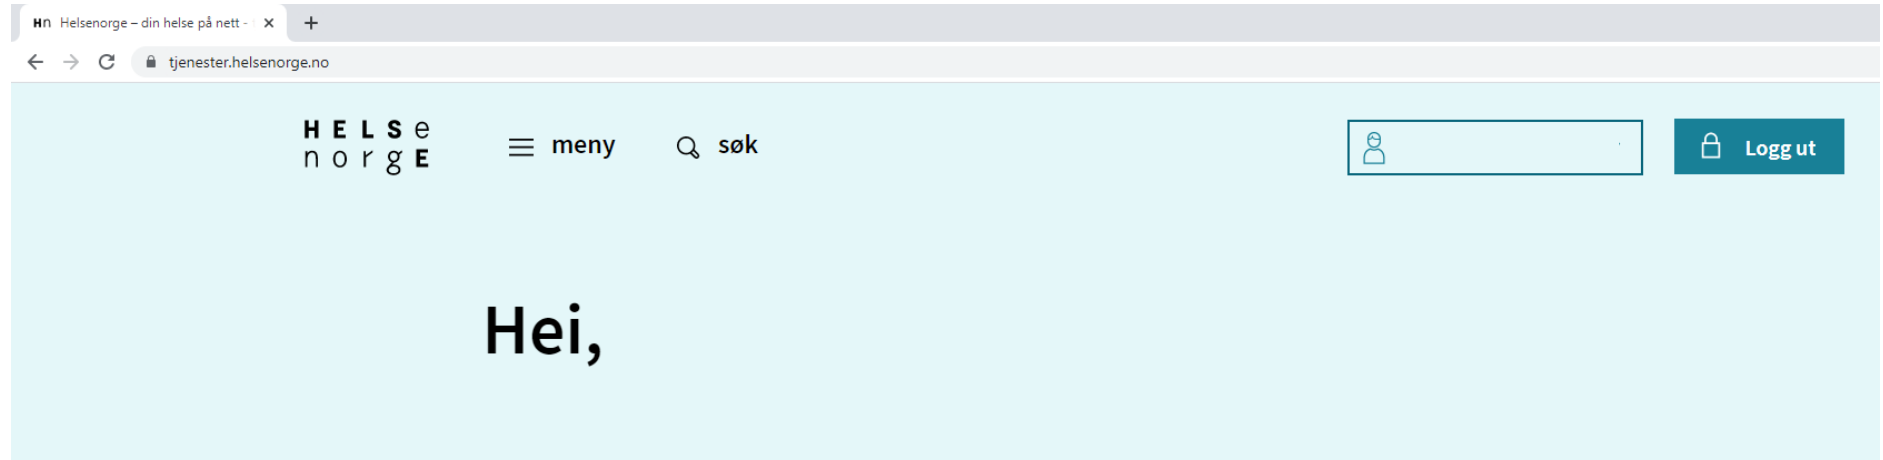 Hn Helsenorge – din helse på nett -
tjenester.helsenorge.no
HELSe
norgE
meny
søk
Logg ut
Hei,